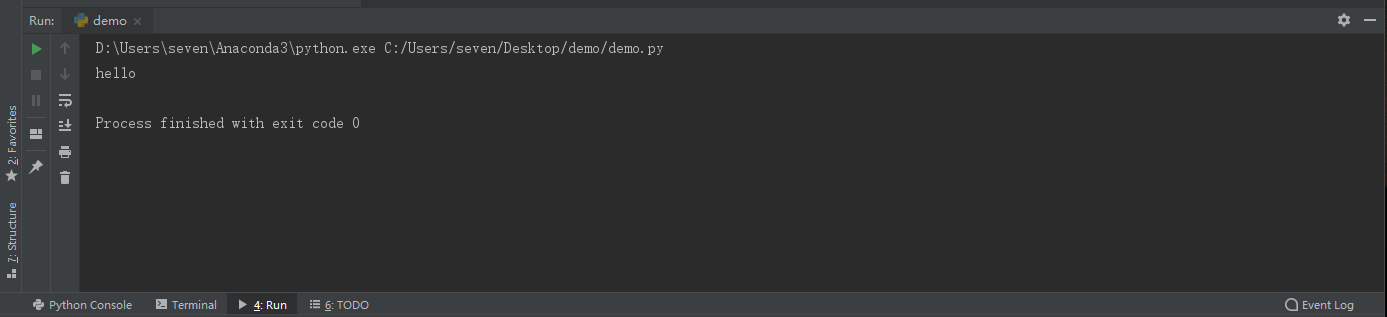 Run: demo
D:\Users\seven\Anaconda3\python.exe C:/Users/seven/Desktop/demo/demo.py
hello
Process finished with exit code 0
2: Favorites
7: Structure
Python Console Terminal 4: Run 6: TODO Event Log